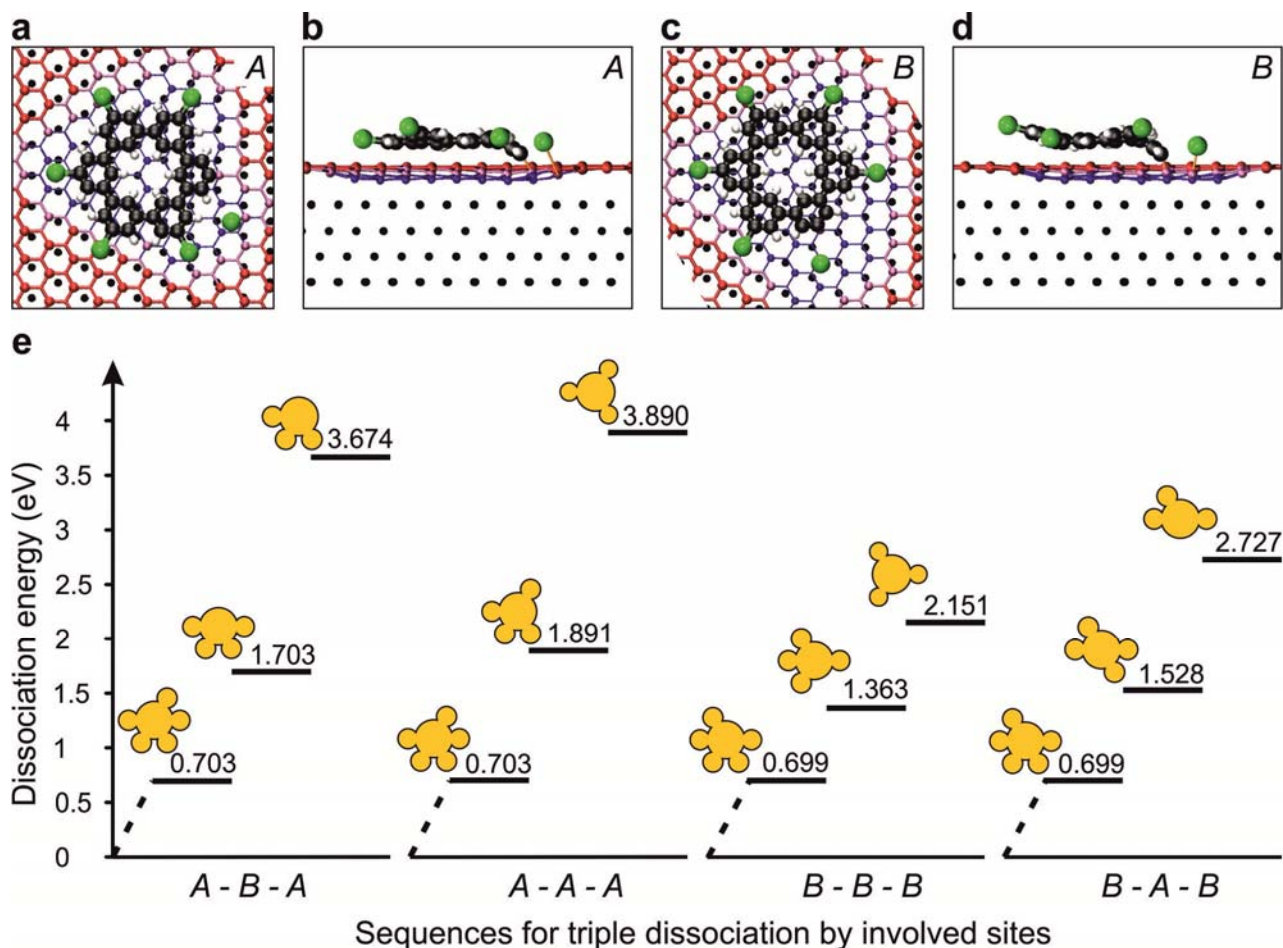 a
b
c
d
A
A
B
B
e
Dissociation energy (eV)
4
3.5
3
2.5
2
1.5
1
0.5
0
3.674
1.703
0.703
3.890
1.891
0.703
2.151
1.363
0.699
2.727
1.528
0.699
A - B - A
A - A - A
B - B - B
B - A - B
Sequences for triple dissociation by involved sites